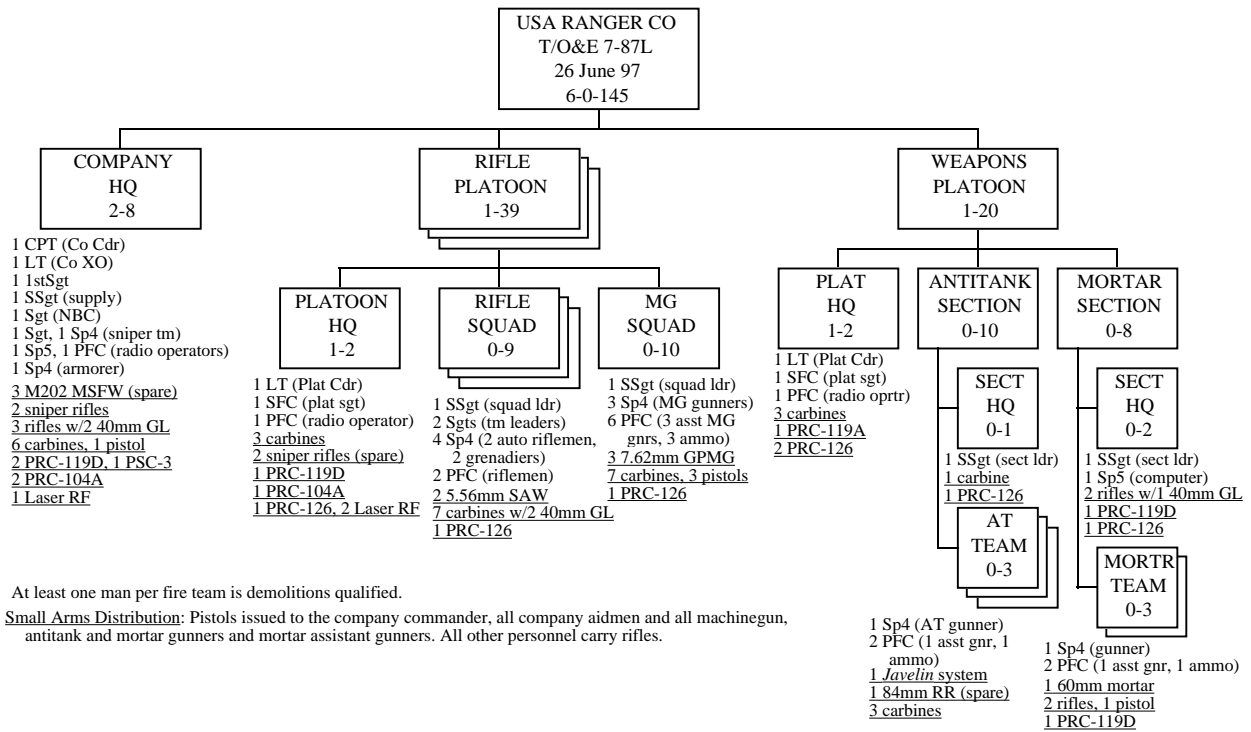 USA RANGER CO
T/O&E 7-87L
26 June 97
6-0-145
COMPANY
HQ
2-8
1 CPT (Co Cdr)
1 LT (Co XO)
1 1stSgt
1 SSgt (supply)
1 Sgt (NBC)
1 Sgt, 1 Sp4 (sniper tm)
1 Sp5, 1 PFC (radio operators)
1 Sp4 (armorer)
3 M202 MSFW (spare)
2 sniper rifles
3 rifles w/2 40mm GL
6 carbines, 1 pistol
2 PRC-119D, 1 PSC-3
2 PRC-104A
1 Laser RF
RIFLE
PLATOON
1-39
PLATOON
HQ
1-2
1 LT (Plat Cdr)
1 SFC (plat sgt)
1 PFC (radio operator)
3 carbines
2 sniper rifles (spare)
1 PRC-119D
1 PRC-104A
1 PRC-126, 2 Laser RF
RIFLE
SQUAD
0-9
1 SSgt (squad ldr)
2 Sgts (tm leaders)
4 Sp4 (2 auto riflemen,
2 grenadiers)
2 PFC (riflemen)
2 5.56mm SAW
7 carbines w/2 40mm GL
1 PRC-126
MG
SQUAD
0-10
1 SSgt (squad ldr)
3 Sp4 (MG gunners)
6 PFC (3 asst MG
gnrs, 3 ammo)
3 7.62mm GPMG
7 carbines, 3 pistols
1 PRC-126
WEAPONS
PLATOON
1-20
PLAT
HQ
1-2
1 LT (Plat Cdr)
1 SFC (plat sgt)
1 PFC (radio oprtr)
3 carbines
1 PRC-119A
2 PRC-126
ANTITANK
SECTION
0-10
SECT
HQ
0-1
1 SSgt (sect ldr)
1 carbine
1 PRC-126
AT
TEAM
0-3
1 Sp4 (AT gunner)
2 PFC (1 asst gnr, 1
ammo)
1 Javelin system
1 84mm RR (spare)
3 carbines
MORTAR
SECTION
0-8
SECT
HQ
0-2
1 SSgt (sect ldr)
1 Sp5 (computer)
2 rifles w/1 40mm GL
1 PRC-119D
1 PRC-126
MORTR
TEAM
0-3
1 Sp4 (gunner)
2 PFC (1 asst gnr, 1 ammo)
1 60mm mortar
2 rifles, 1 pistol
1 PRC-119D
At least one man per fire team is demolitions qualified.
Small Arms Distribution: Pistols issued to the company commander, all company aidmen and all machinegun,
antitank and mortar gunners and mortar assistant gunners. All other personnel carry rifles.